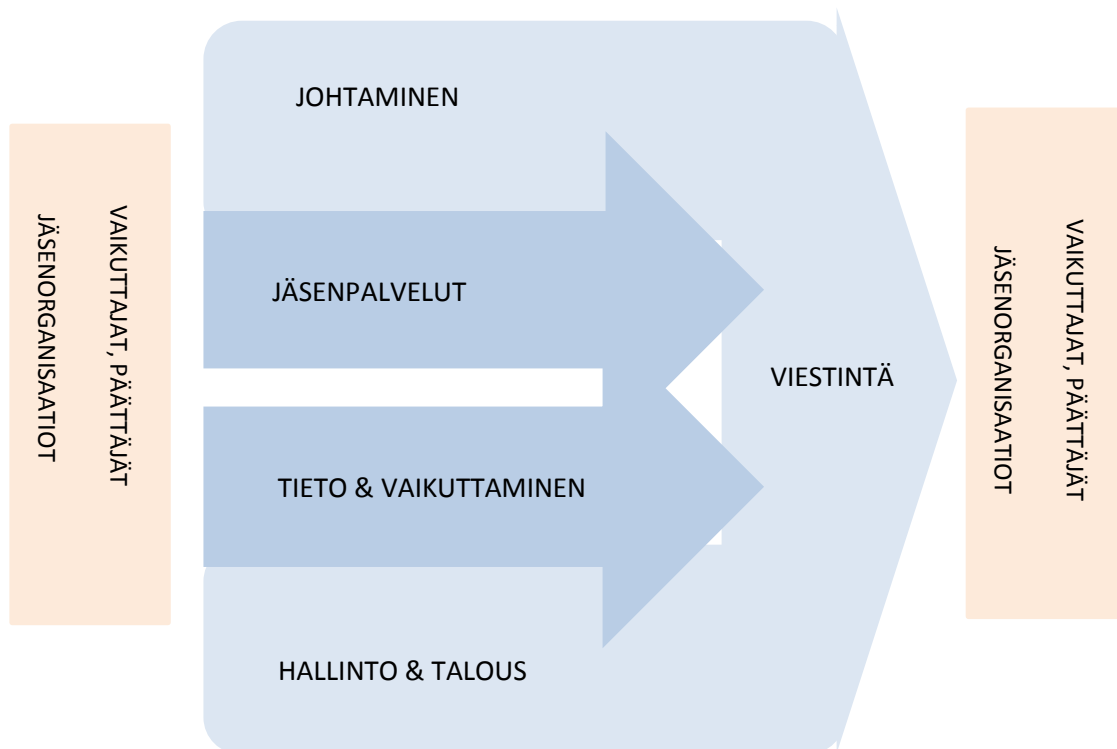 VAIKUTTAJAT, PÄÄTTÄJÄT
JÄSENORGANISAATIOT
JOHTAMINEN
JÄSENPALVELUT
TIETO & VAIKUTTAMINEN
HALLINTO & TALOUS
VIESTINTÄ
VAIKUTTAJAT, PÄÄTTÄJÄT
JÄSENORGANISAATIOT